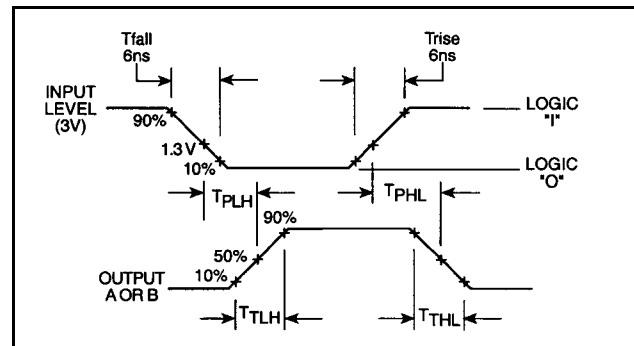 Tfall
6ns
Trise
6ns
INPUT
LEVEL
(3V)
90%
LOGIC
"I"
1.3 V
10%
LOGIC
"O"
TPLH
TPHL
90%
50%
10%
OUTPUT
A OR B
TTLH
TTHL